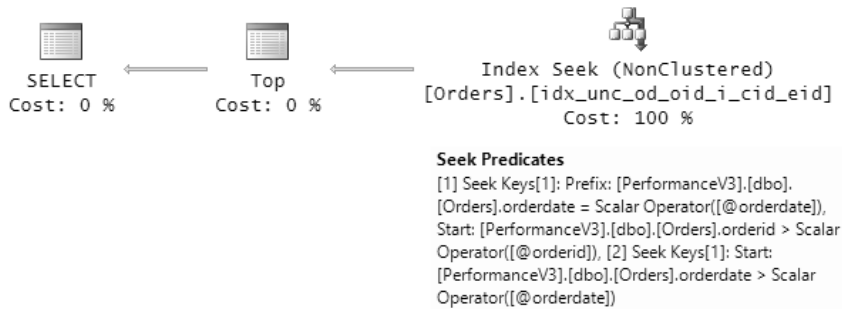 SELECT
Cost: 0 %
Top
Cost: 0 %
Index Seek (NonClustered)
[Orders].[idx_unc_od_oid_i_cid_eid]
Cost: 100 %
Seek Predicates
[1] Seek Keys[1]: Prefix: [PerformanceV3].[dbo].
[Orders].orderdate = Scalar Operator([@orderdate]),
Start: [PerformanceV3].[dbo].[Orders].orderid > Scalar
Operator([@orderid]), [2] Seek Keys[1]: Start:
[PerformanceV3].[dbo].[Orders].orderdate > Scalar
Operator([@orderdate])